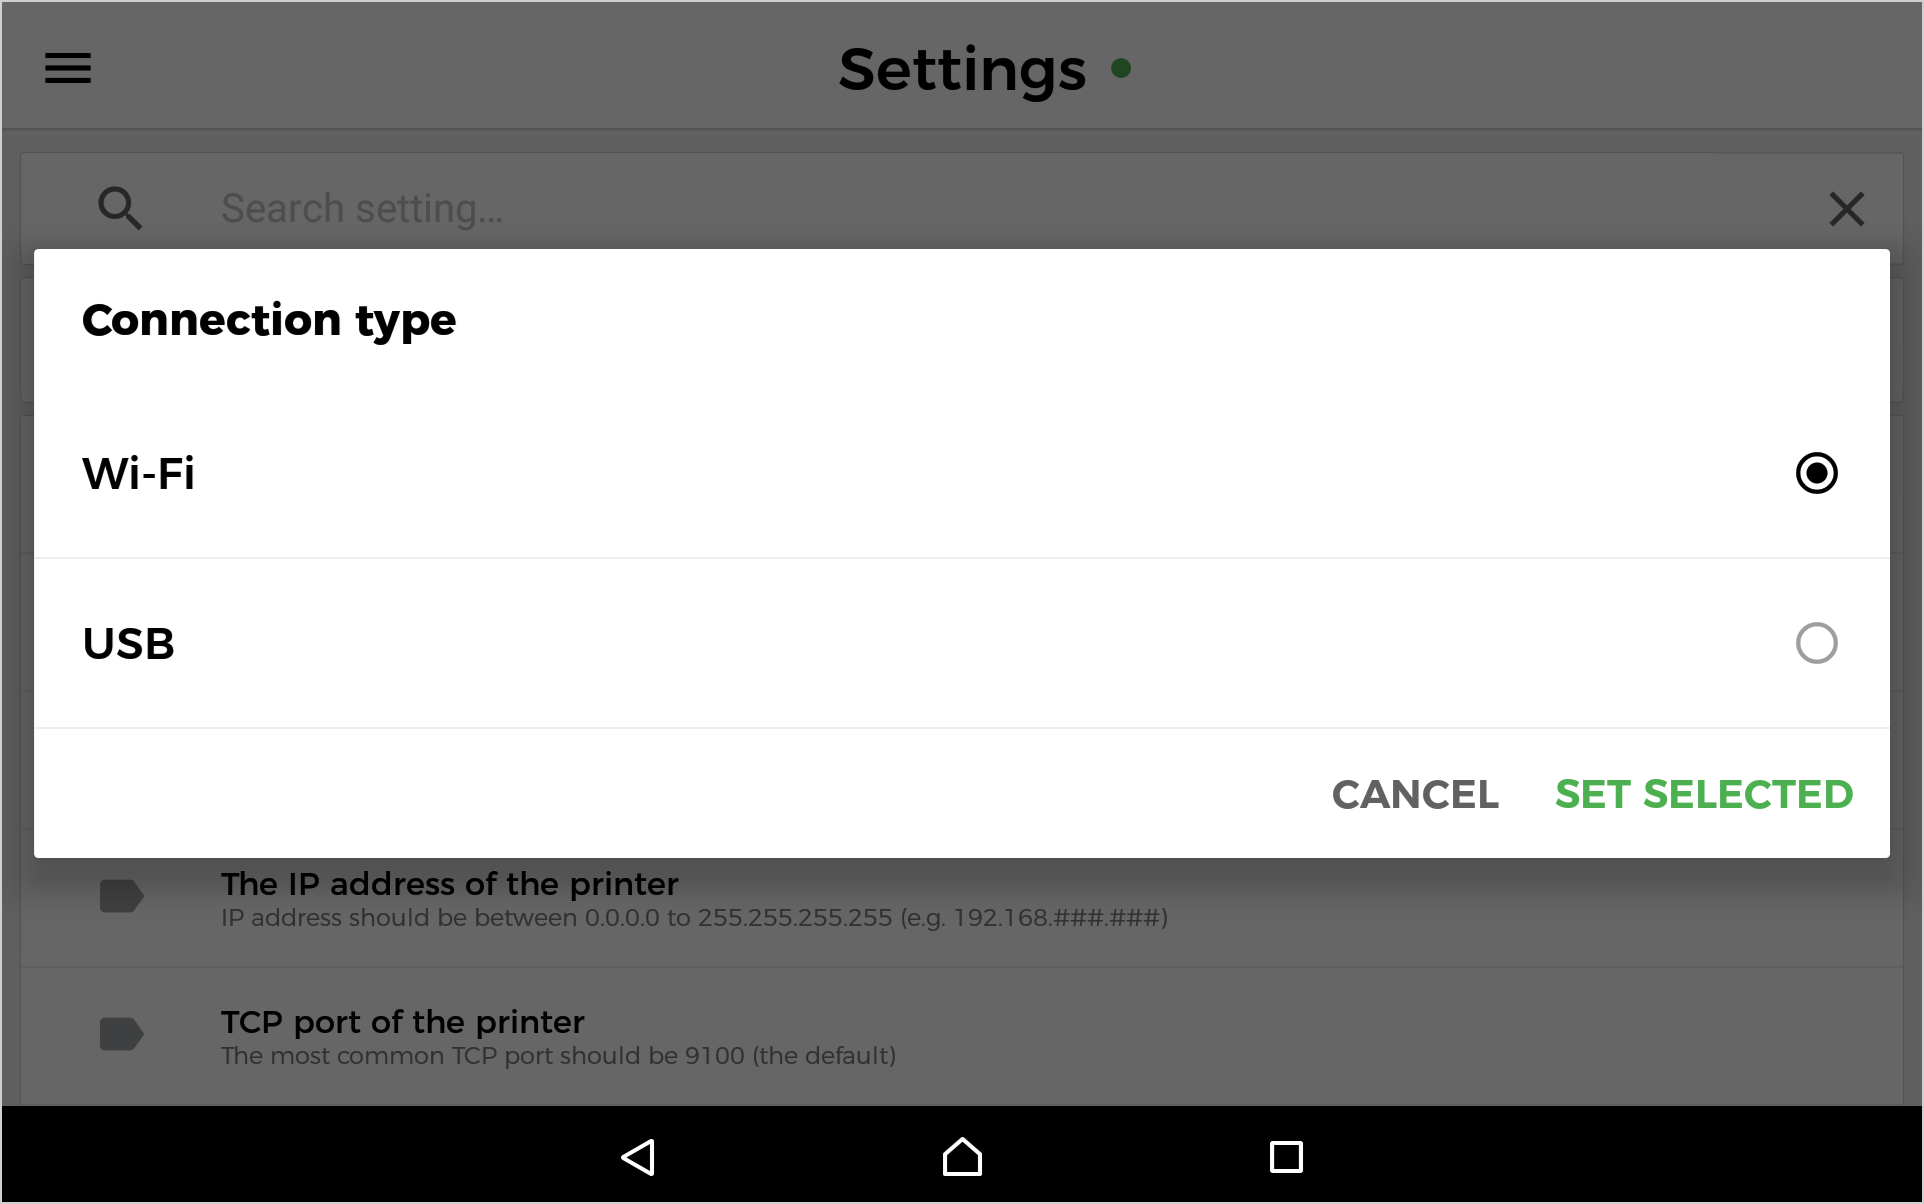 Settings
Search setting...
Connection type
Wi-Fi
USB
CANCEL SET SELECTED
The IP address of the printer
IP address should be between 0.0.0.0 to 255.255.255.255 (e.g. 192.168.###.###)
TCP port of the printer
The most common TCP port should be 9100 (the default)